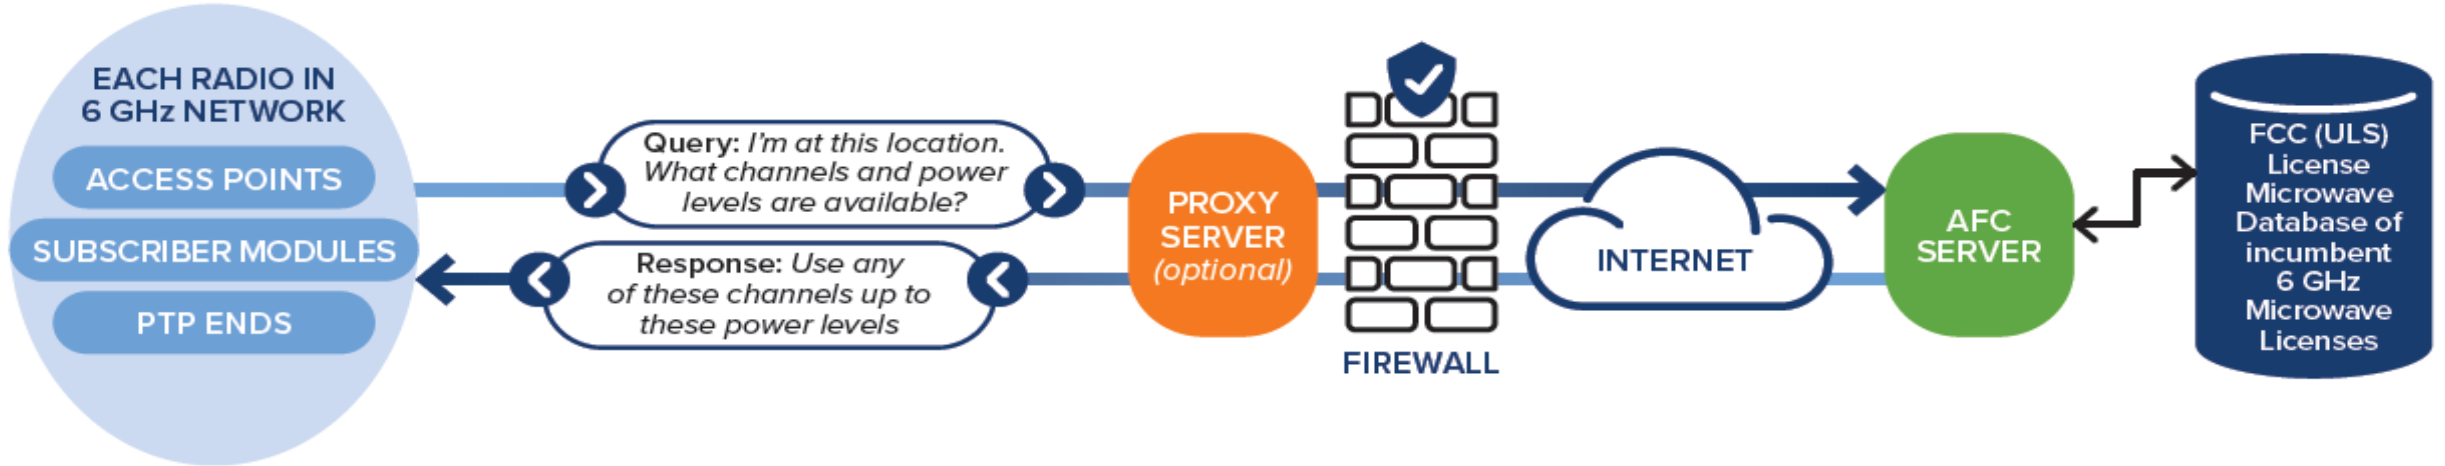 EACH RADIO IN
6 GHz NETWORK
ACCESS POINTS
SUBSCRIBER MODULES
PTP ENDS
Query: I'm at this location.
What channels and power
levels are available?
Response: Use any
of these channels up to
these power levels
PROXY
SERVER
(optional)
FIREWALL
INTERNET
AFC
SERVER
FCC (ULS)
License
Microwave
Database of
incumbent
6 GHz
Microwave
Licenses